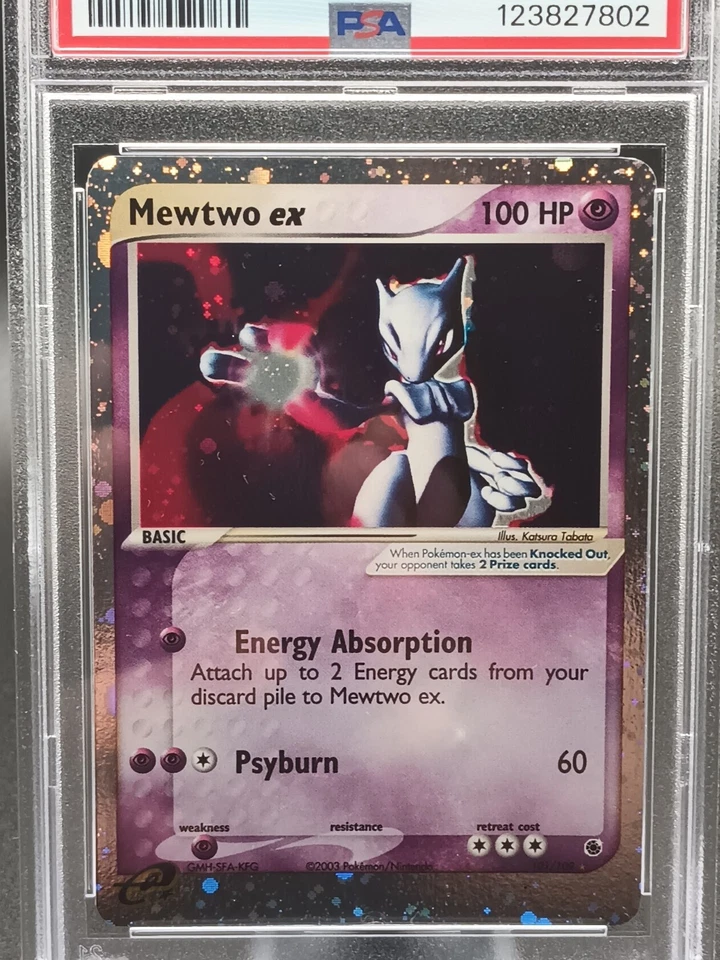 PSA
123827802
Mewtwo ex
100 HP
BASIC
Illus. Katsura Tabata
When Pokémon-ex has been Knocked Out,
your opponent takes 2 Prize cards.
Energy Absorption
Attach up to 2 Energy cards from your
discard pile to Mewtwo ex.
Psyburn
60
weakness
resistance
retreat cost
GMH-SFA-KFG
©2003 Pokémon/Nintendo
e